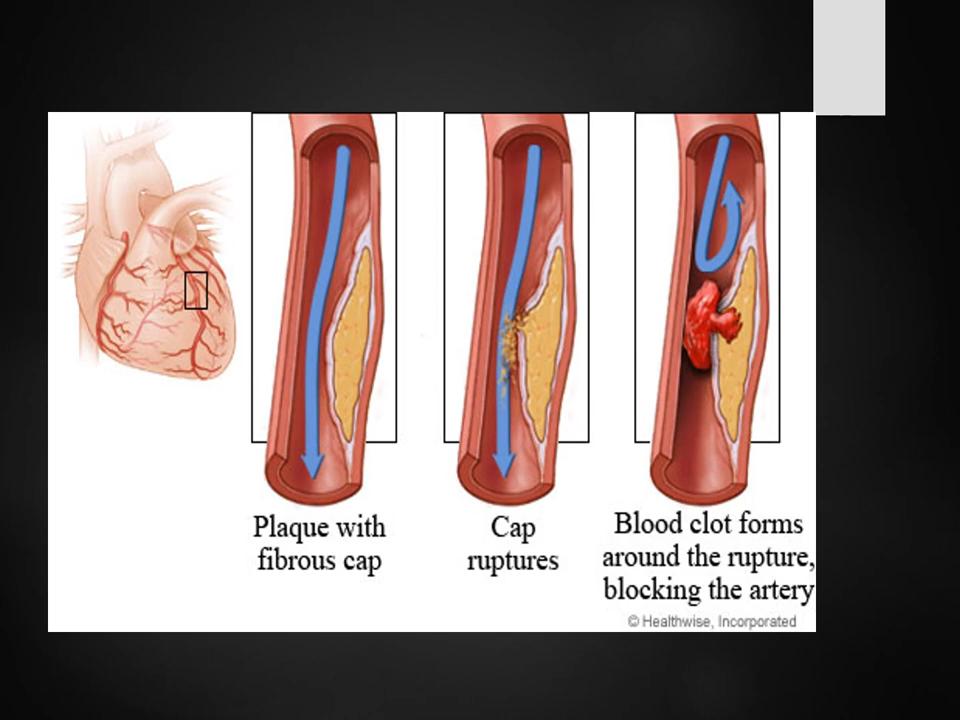 Plaque with
fibrous cap
Cap
ruptures
Blood clot forms
around the rupture,
blocking the artery
© Healthwise, Incorporated